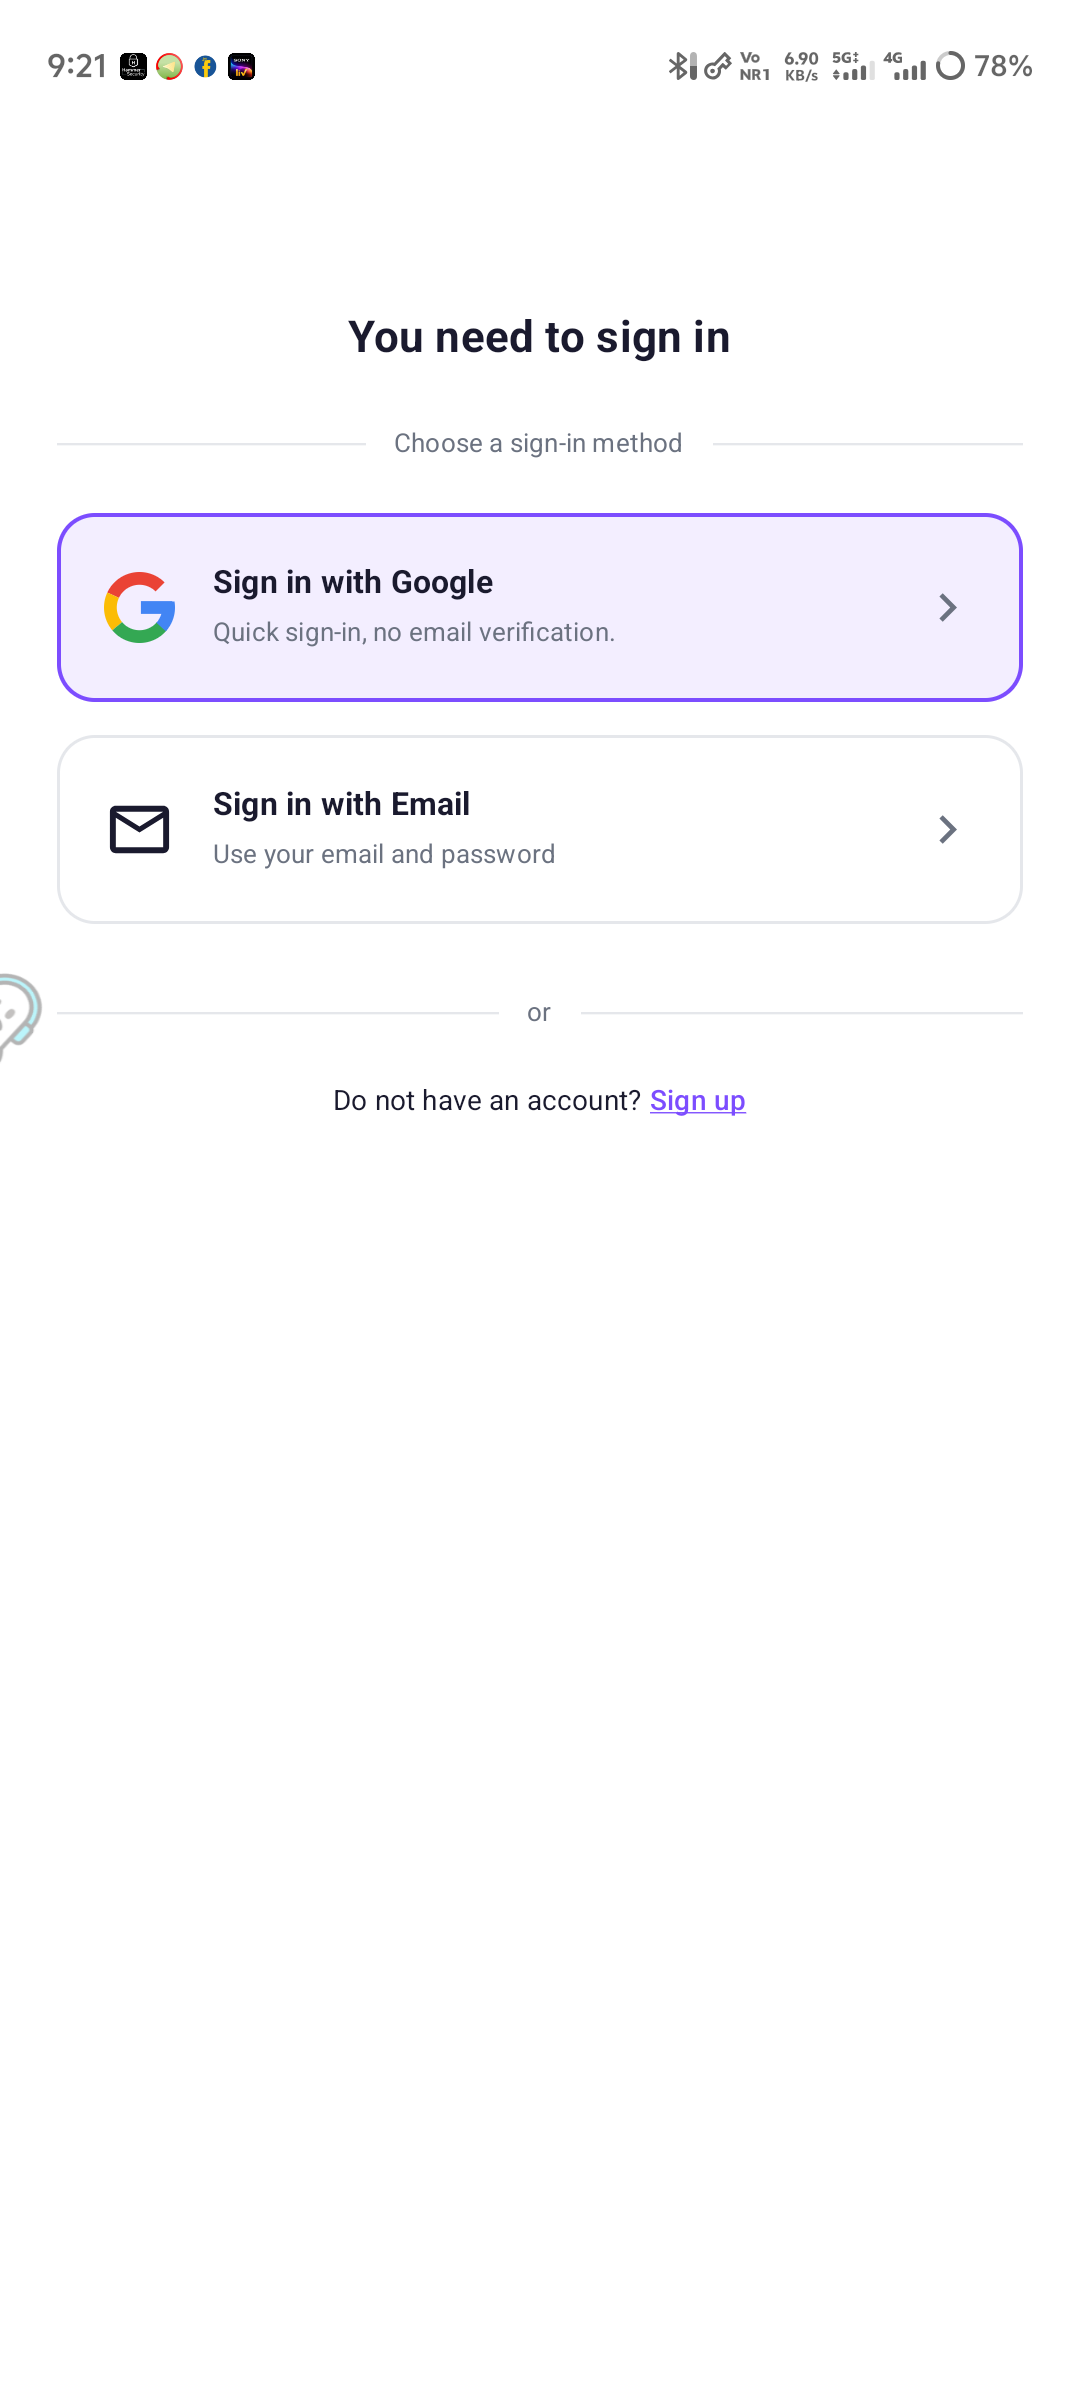 9:21
Vo
NR1
6.90
KB/s
5G
4G
78%
You need to sign in
Choose a sign-in method
Sign in with Google
Quick sign-in, no email verification.
Sign in with Email
Use your email and password
or
Do not have an account? Sign up